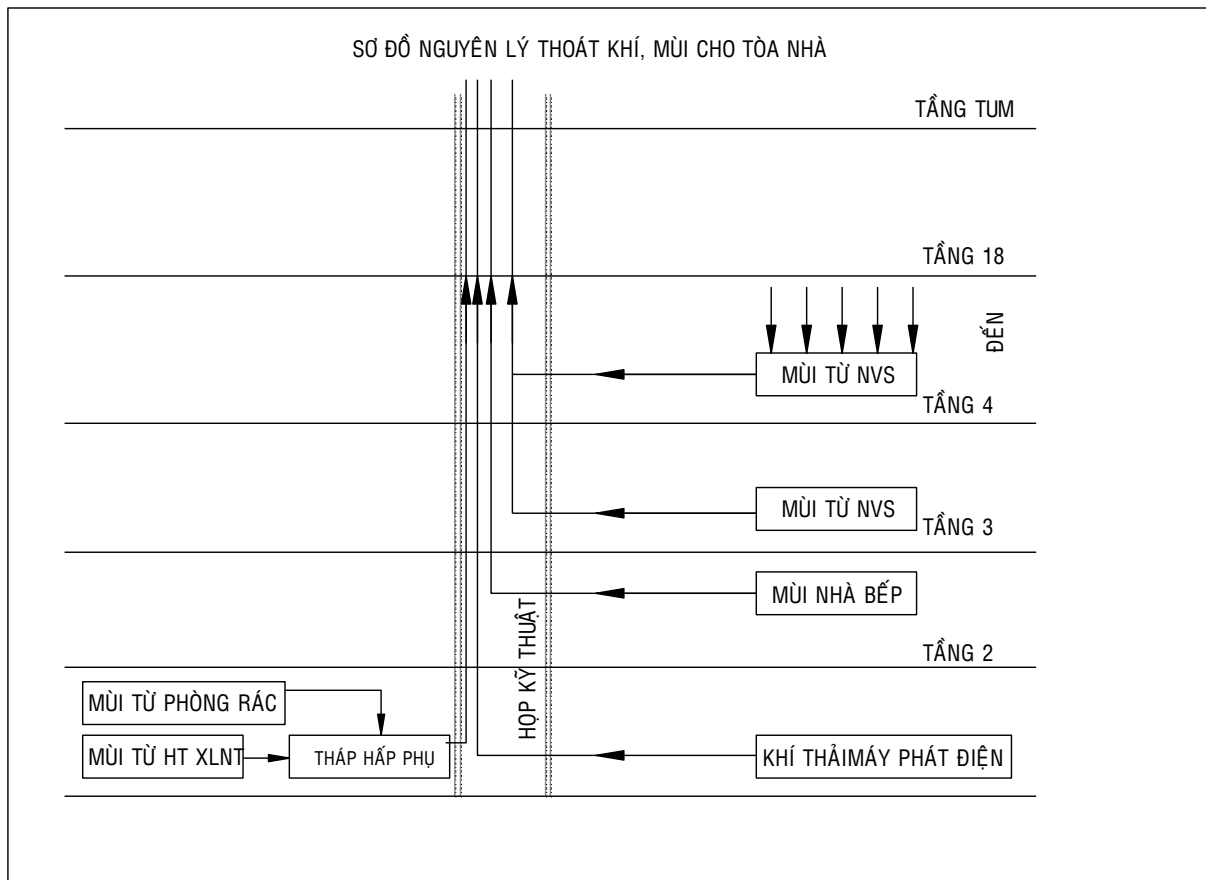 SƠ ĐỒ NGUYÊN LÝ THOÁT KHÍ, MÙI CHO TÒA NHÀ
TẦNG TUM
TẦNG 18
ĐẾN
MÙI TỪ NVS
TẦNG 4
MÙI TỪ NVS
TẦNG 3
MÙI NHÀ BẾP
HỌP KỸ THUẬT
TẦNG 2
MÙI TỪ PHÒNG RÁC
MÙI TỪ HT XLNT
THÁP HẤP PHỤ
KHÍ THẢIMÁY PHÁT ĐIỆN